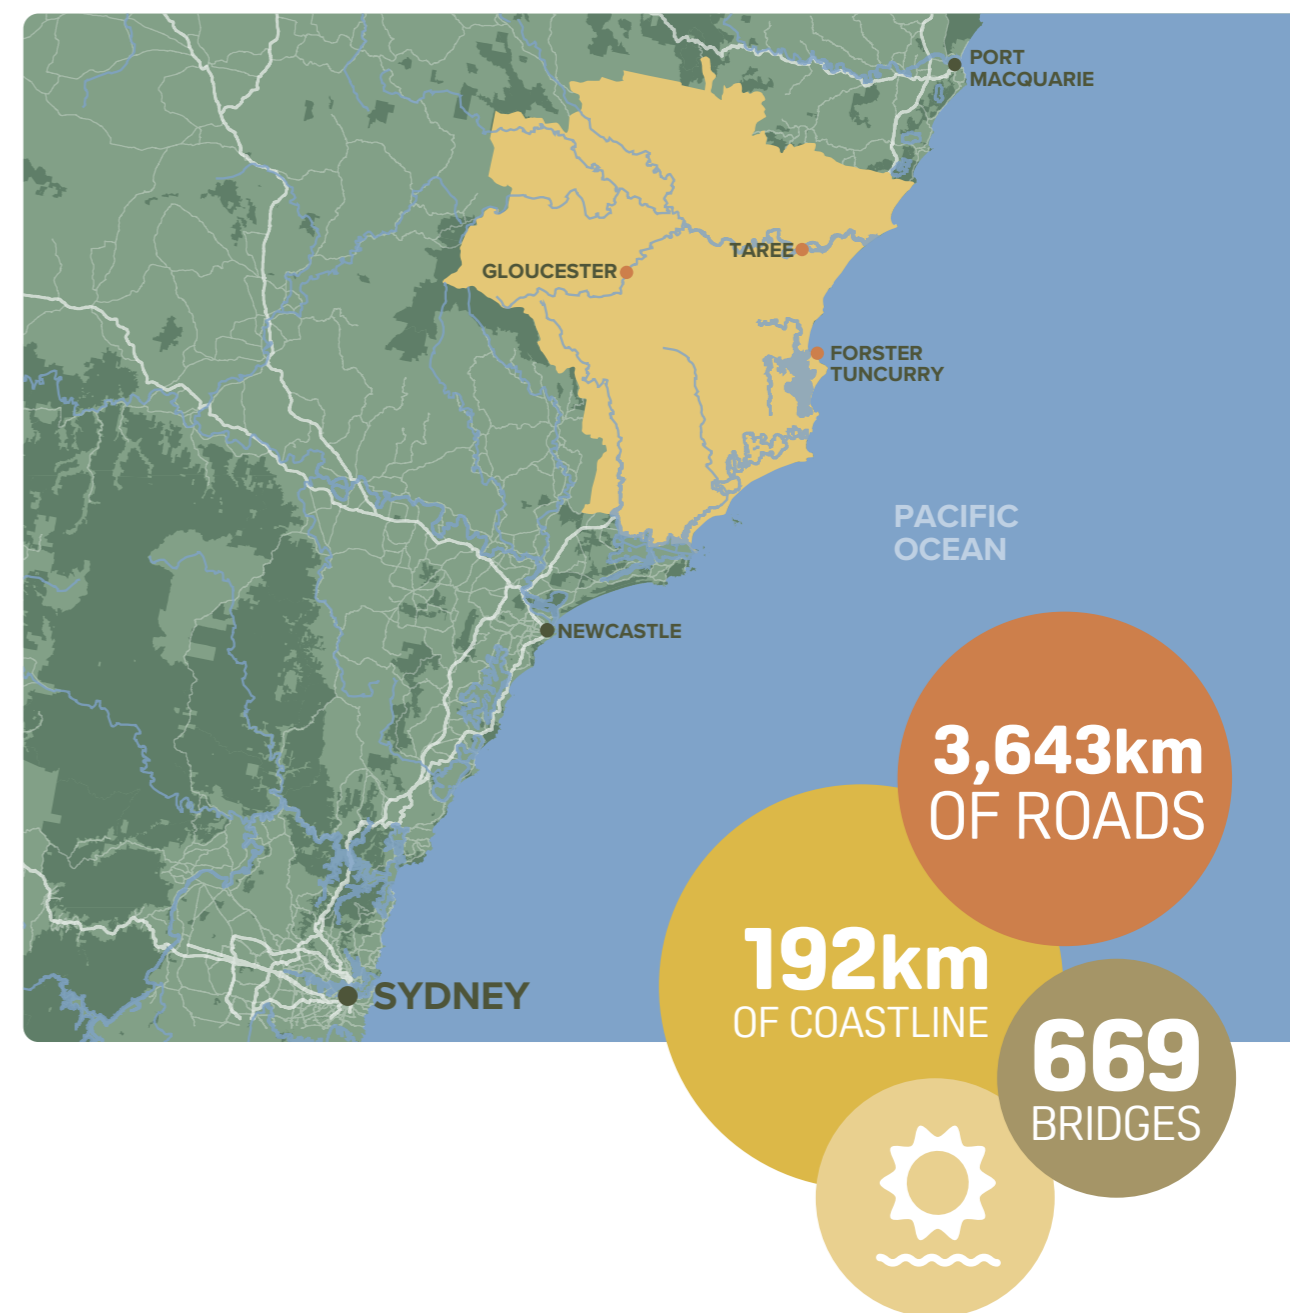 PORT
MACQUARIE
TAREE
GLOUCESTER
FORSTER
TUNCURRY
PACIFIC
OCEAN
NEWCASTLE
3,643km
OF ROADS
192km
OF COASTLINE
SYDNEY
669
BRIDGES